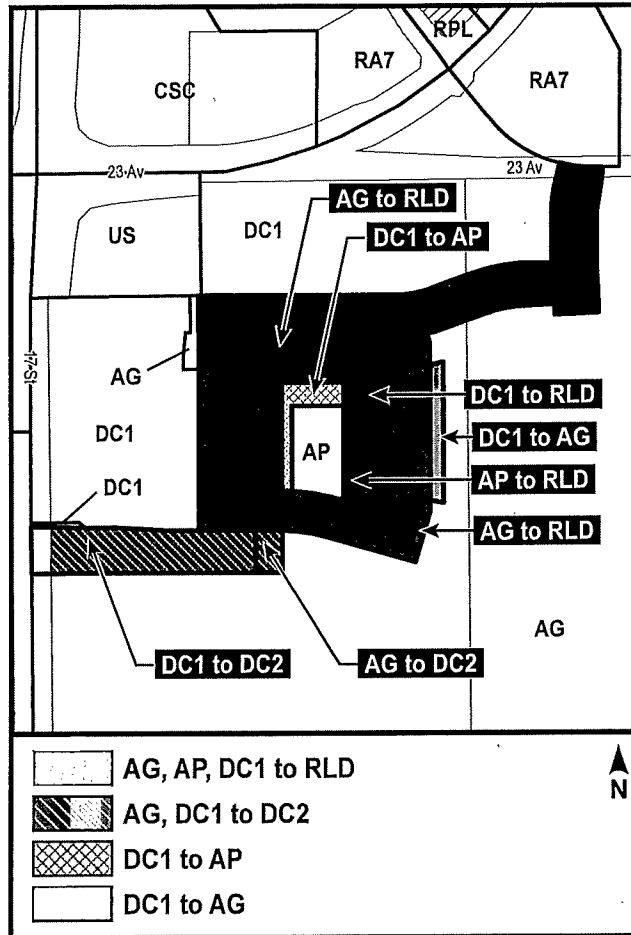 RPL
RA7
RA7
CSC
23 Av
23 Av
AG to RLD
US
DC1
DC1 to AP
17 St
AG
DC1 to RLD
DC1
DC1 to AG
AP
DC1
AP to RLD
AG to RLD
AG
DC1 to DC2
AG to DC2
AG, AP, DC1 to RLD
N
AG, DC1 to DC2
DC1 to AP
DC1 to AG